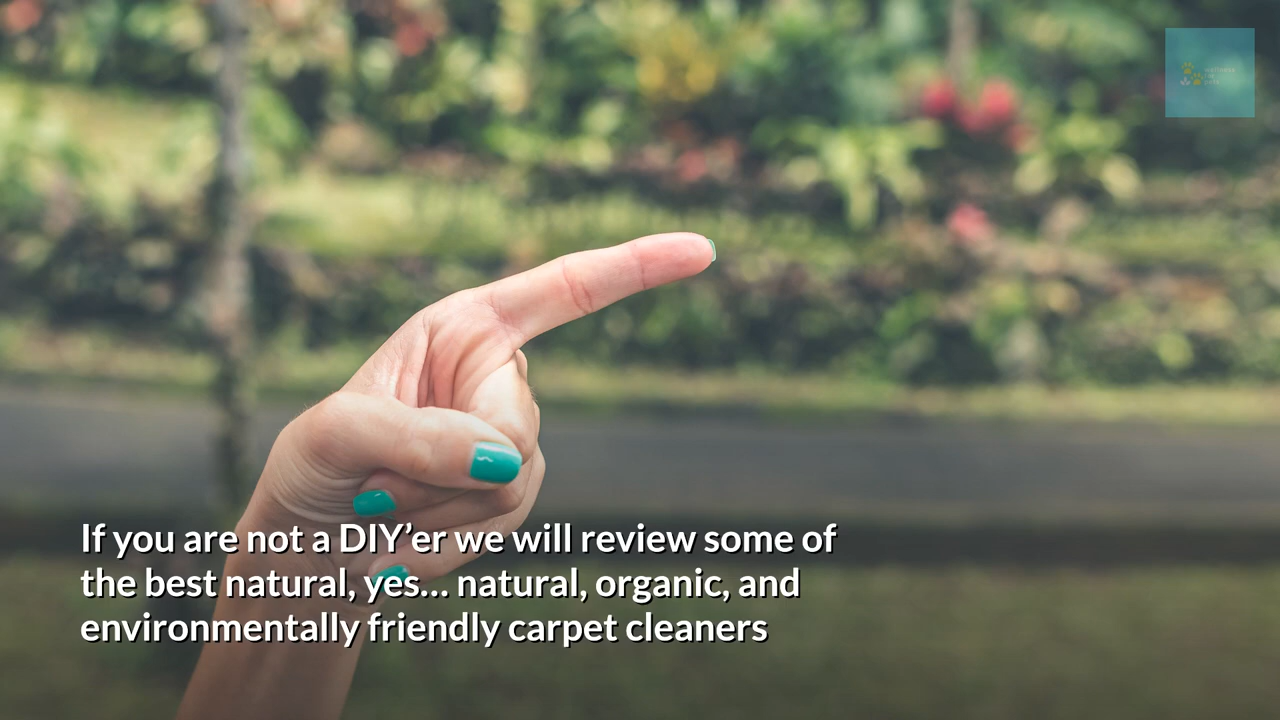 If you are not a DIY’er we will review some of
the best natural, yes... natural, organic, and
environmentally friendly carpet cleaners